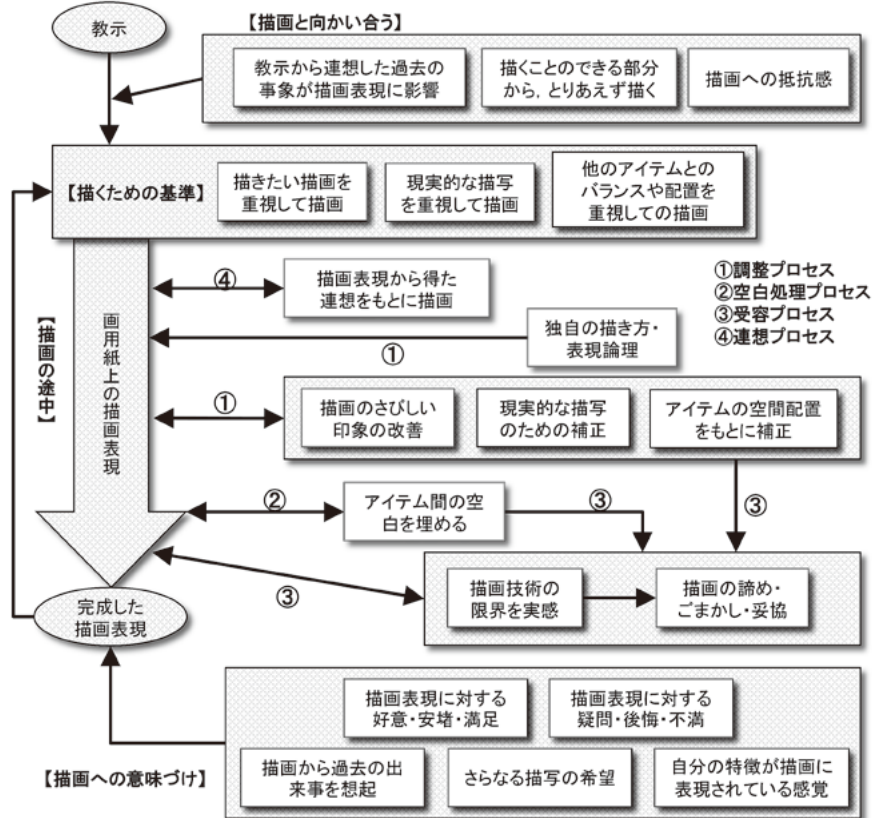 教示
【描画と向かい合う】
教示から連想した過去の
事象が描画表現に影響
描くことのできる部分
から，とりあえず描く
描画への抵抗感
【描くための基準】
描きたい描画を
重視して描画
現実的な描写
を重視して描画
他のアイテムとの
バランスや配置を
重視しての描画
①調整プロセス
②空白処理プロセス
③受容プロセス
④連想プロセス
【描画の途中】
画用紙上の描画表現
④
描画表現から得た
連想をもとに描画
①
独自の描き方・
表現論理
①
描画のさびしい
印象の改善
現実的な描写
のための補正
アイテムの空間配置
をもとに補正
②
アイテム間の空
白を埋める
③
③
③
描画技術の
限界を実感
描画の諦め・
ごまかし・妥協
完成した
描画表現
【描画への意味づけ】
描画表現に対する
好意・安堵・満足
描画表現に対する
疑問・後悔・不満
描画から過去の出
来事を想起
さらなる描写の希望
自分の特徴が描画に
表現されている感覚